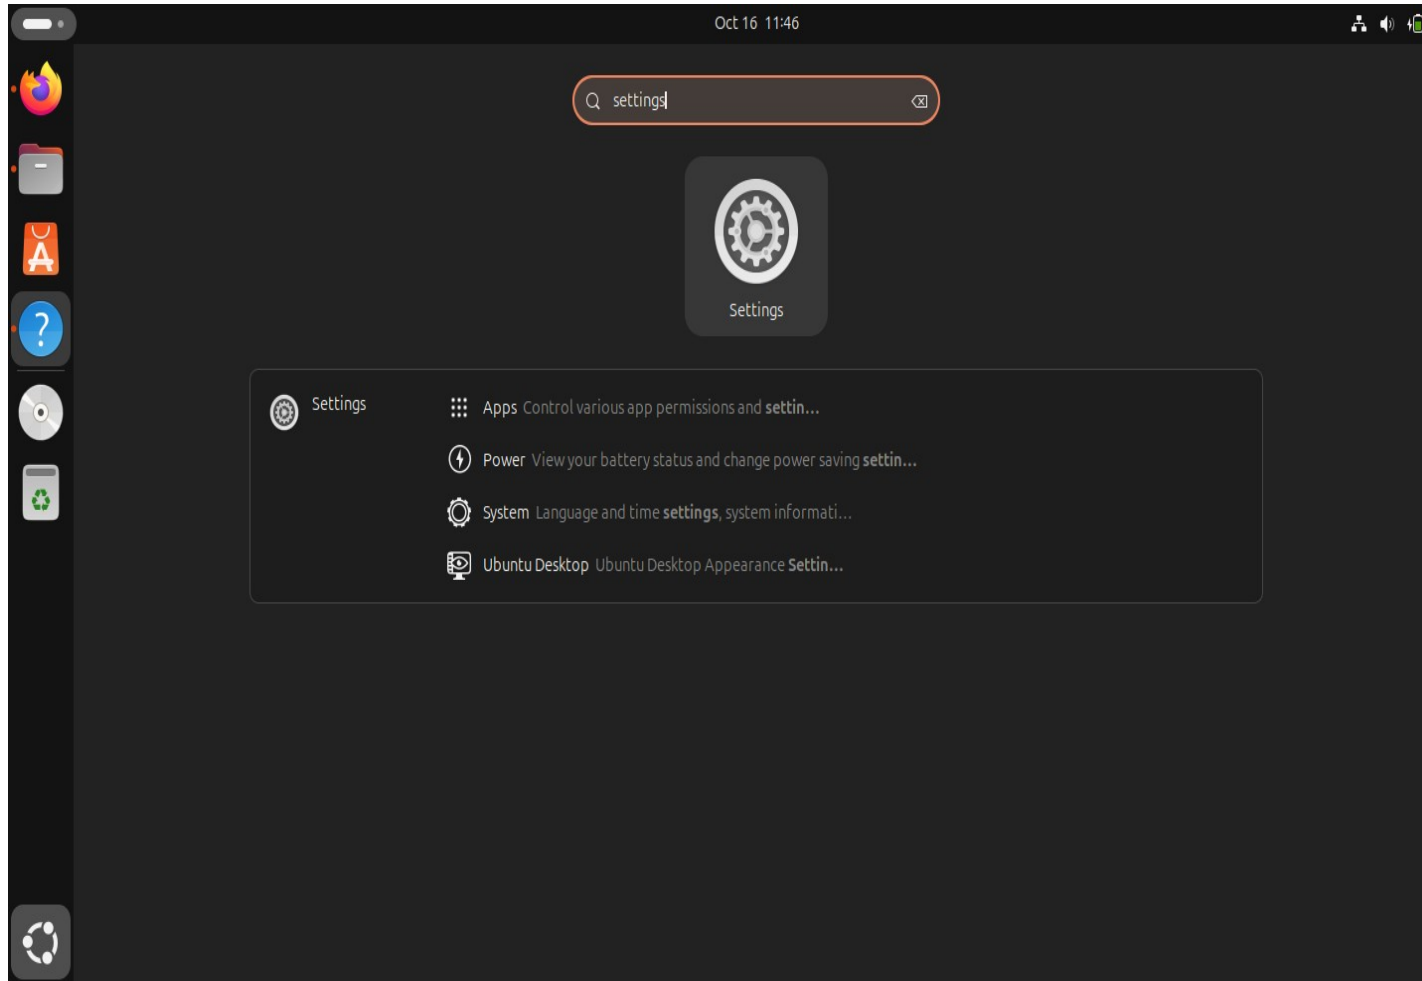 Oct 16 11:46
settings
Settings
Settings
Apps Control various app permissions and settin...
Power View your battery status and change power saving settin...
System Language and time settings, system informati...
Ubuntu Desktop Ubuntu Desktop Appearance Settin...